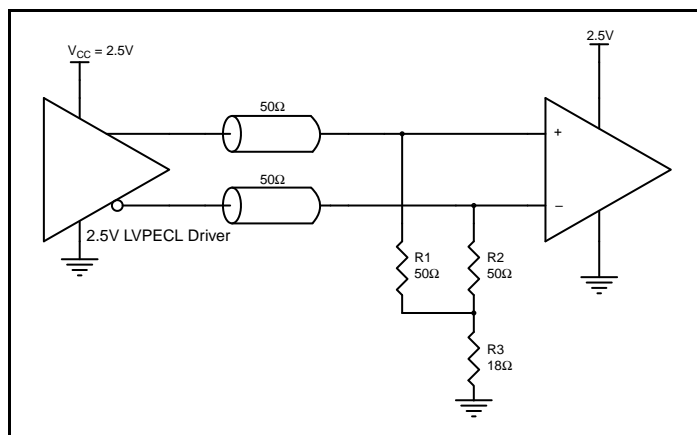 2.5V
V_CC = 2.5V
50Ω
+
50Ω
−
2.5V LVPECL Driver
R1
50Ω
R2
50Ω
R3
18Ω